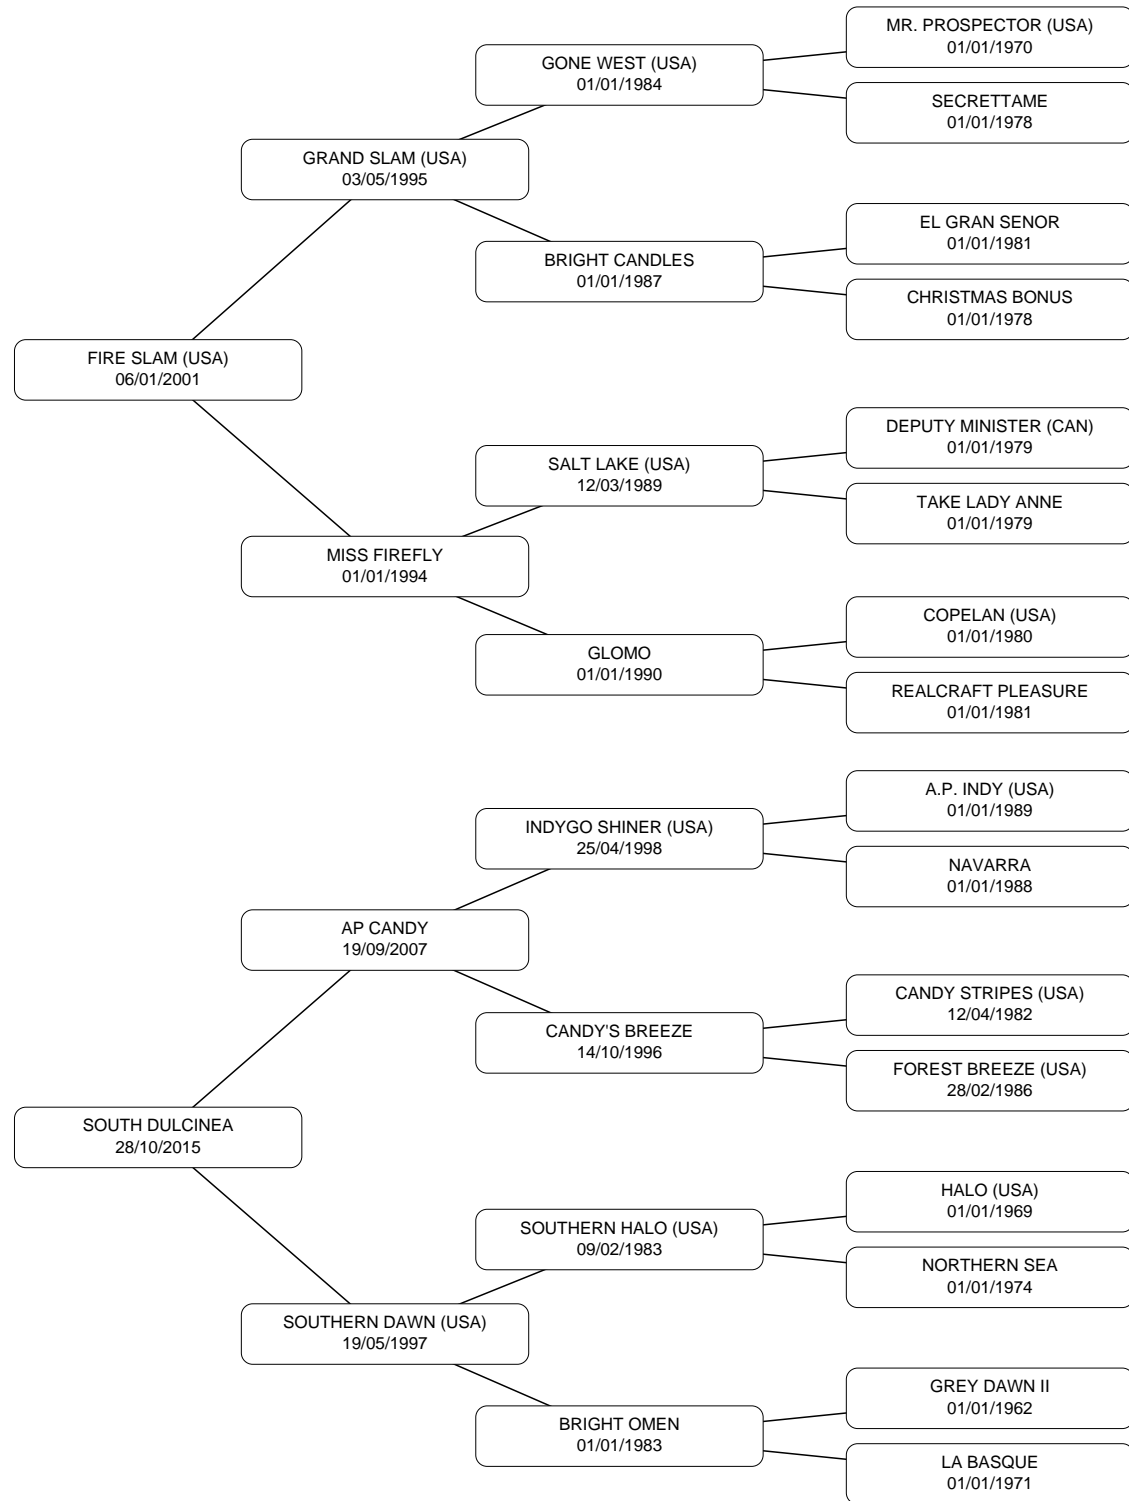 MR. PROSPECTOR (USA)
01/01/1970
GONE WEST (USA)
01/01/1984
SECRETTAME
01/01/1978
GRAND SLAM (USA)
03/05/1995
EL GRAN SENOR
01/01/1981
BRIGHT CANDLES
01/01/1987
CHRISTMAS BONUS
01/01/1978
FIRE SLAM (USA)
06/01/2001
DEPUTY MINISTER (CAN)
01/01/1979
SALT LAKE (USA)
12/03/1989
TAKE LADY ANNE
01/01/1979
MISS FIREFLY
01/01/1994
COPELAN (USA)
01/01/1980
GLOMO
01/01/1990
REALCRAFT PLEASURE
01/01/1981
A.P. INDY (USA)
01/01/1989
INDYGO SHINER (USA)
25/04/1998
NAVARRA
01/01/1988
AP CANDY
19/09/2007
CANDY STRIPES (USA)
12/04/1982
CANDY'S BREEZE
14/10/1996
FOREST BREEZE (USA)
28/02/1986
SOUTH DULCINEA
28/10/2015
HALO (USA)
01/01/1969
SOUTHERN HALO (USA)
09/02/1983
NORTHERN SEA
01/01/1974
SOUTHERN DAWN (USA)
19/05/1997
GREY DAWN II
01/01/1962
BRIGHT OMEN
01/01/1983
LA BASQUE
01/01/1971